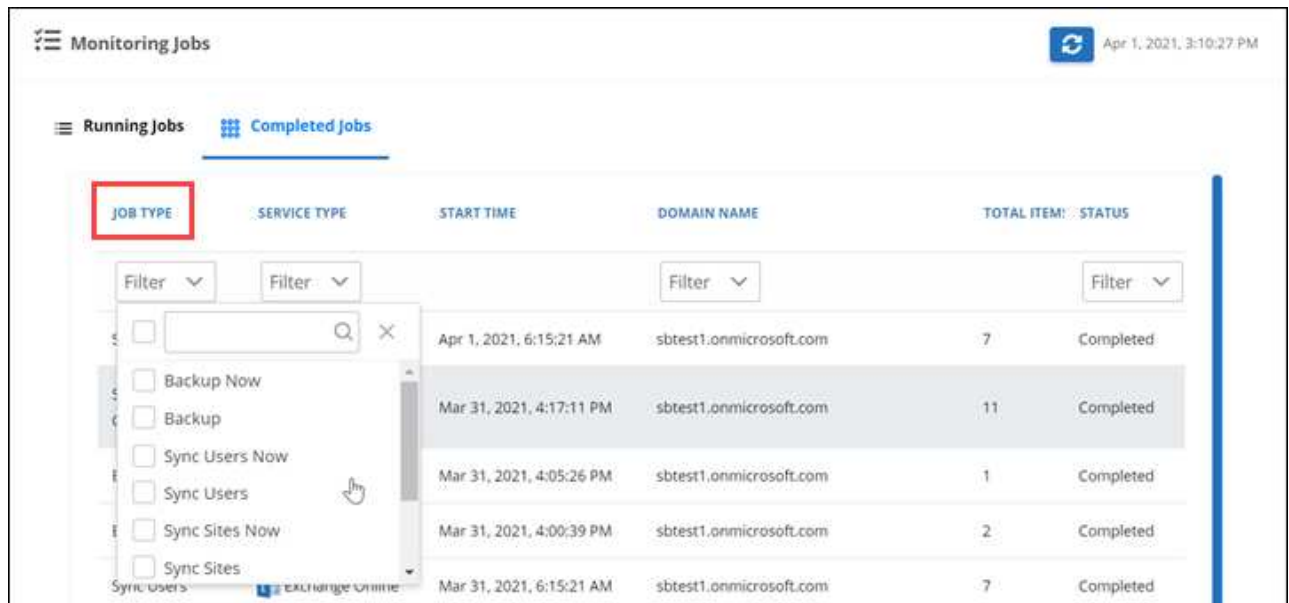 Monitoring Jobs
Apr 1, 2021, 3:10:27 PM
Running Jobs Completed Jobs
JOB TYPE SERVICE TYPE START TIME DOMAIN NAME TOTAL ITEM: STATUS
Filter Filter Filter Filter
Apr 1, 2021, 6:15:21 AM sbtest1.onmicrosoft.com 7 Completed
Backup Now
Mar 31, 2021, 4:17:11 PM sbtest1.onmicrosoft.com 11 Completed
Backup
Sync Users Now
Mar 31, 2021, 4:05:26 PM sbtest1.onmicrosoft.com 1 Completed
Sync Users
Sync Sites Now Mar 31, 2021, 4:00:39 PM sbtest1.onmicrosoft.com 2 Completed
Sync Sites
Sync Users Exchange Online Mar 31, 2021, 6:15:21 AM sbtest1.onmicrosoft.com 7 Completed